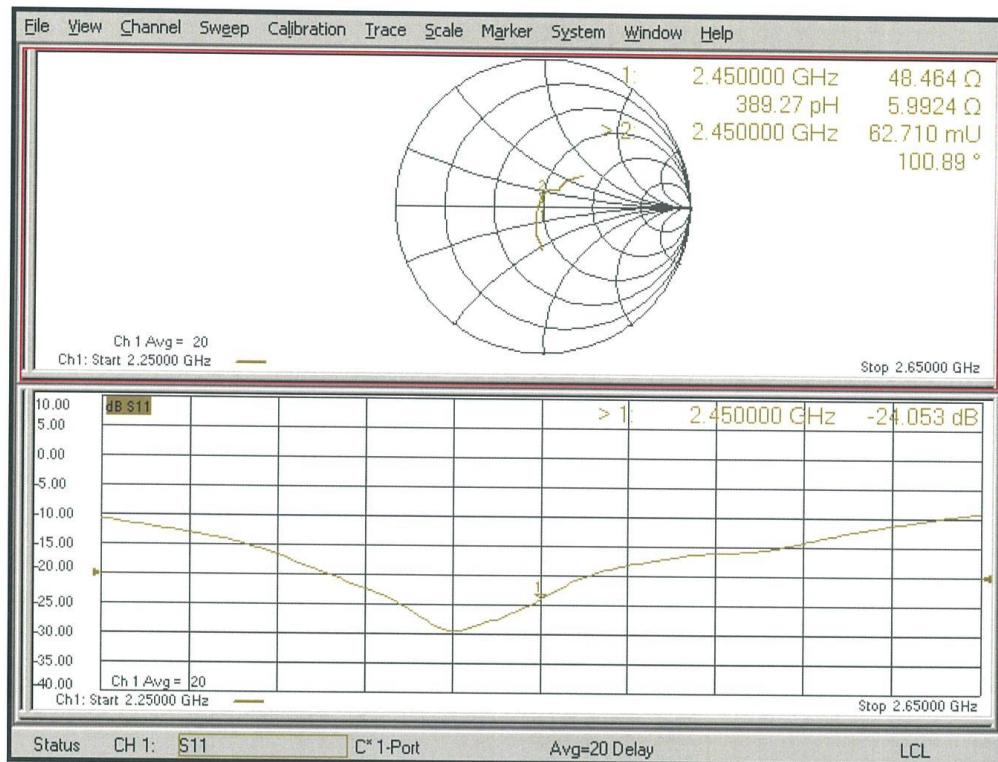 File View Channel Sweep Calibration Trace Scale Marker System Window Help
1: 2.450000 GHz 48.464 Ω
389.27 pH 5.9924 Ω
> 2: 2.450000 GHz 62.710 mU
100.89 °
2
Ch 1 Avg = 20
Ch1: Start 2.25000 GHz Stop 2.65000 GHz
10.00 dB S11 > 1: 2.450000 GHz -24.053 dB
5.00
0.00
-5.00
-10.00
-15.00
-20.00
-25.00 1
-30.00
-35.00
-40.00 Ch 1 Avg = 20
Ch1: Start 2.25000 GHz Stop 2.65000 GHz
Status CH 1: S11 C* 1-Port Avg=20 Delay LCL